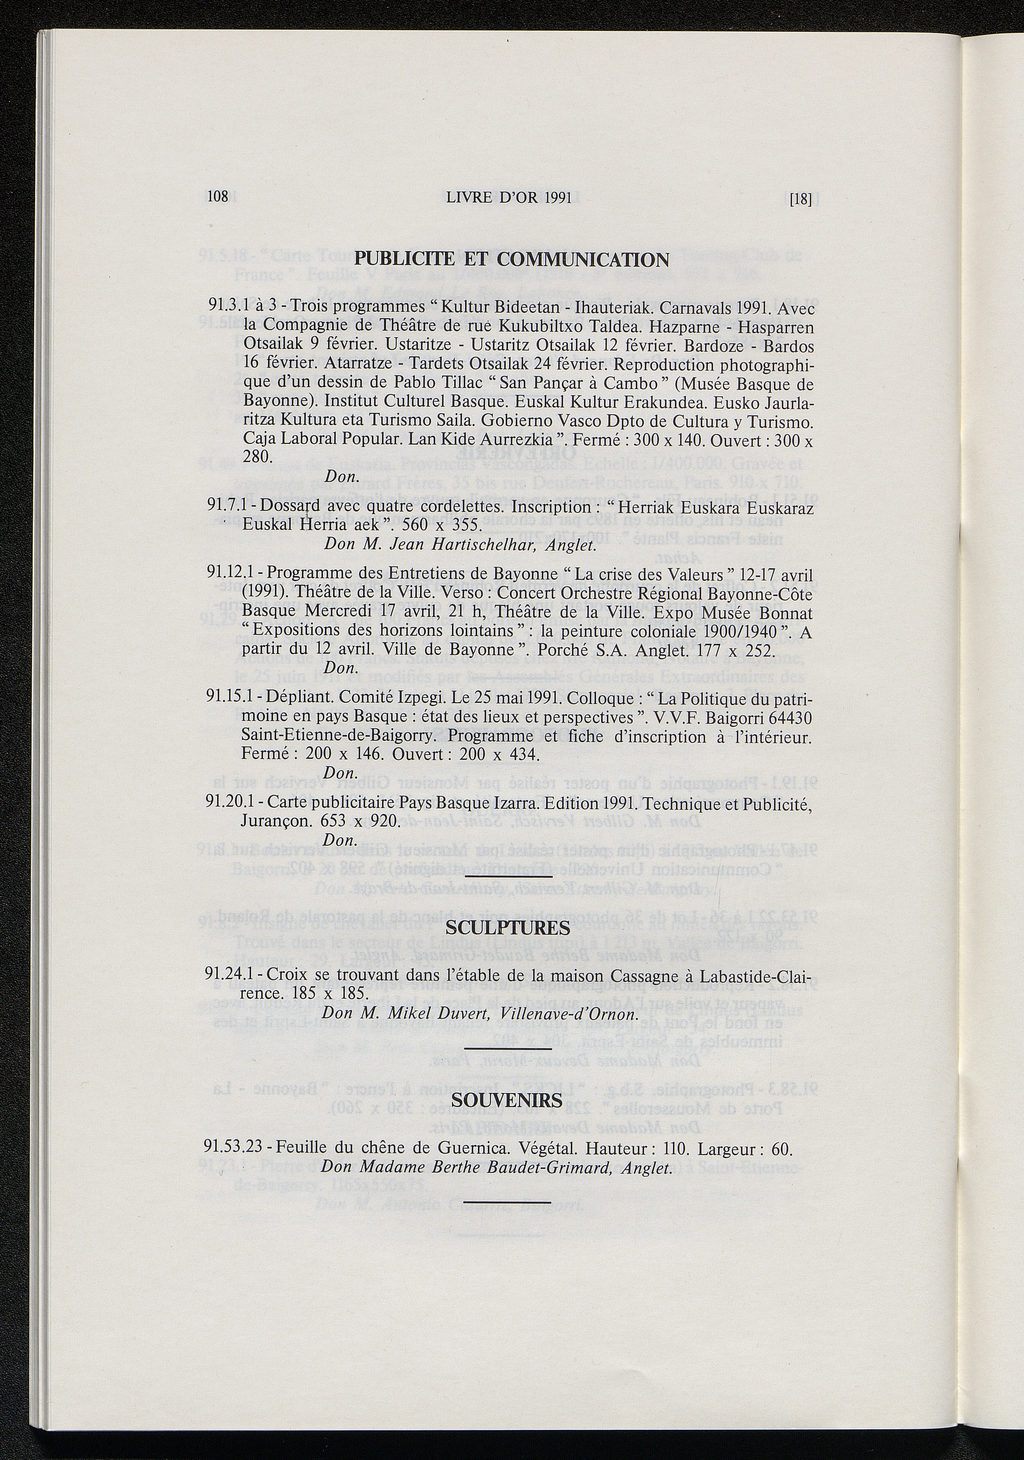 108 LIVRE D'OR 1991 [18]
PUBLICITE ET COMMUNICATION
91.3.1 à 3 - Trois programmes “ Kultur Bideetan - Ihauteriak. Carnavals 1991. Avec
la Compagnie de Théâtre de rue Kukubiltxo Taldea. Hazparne - Hasparren
Otsailak 9 février. Ustaritze - Ustaritz Otsailak 12 février. Bardoze - Bardos
16 février. Atarratze - Tardets Otsailak 24 février. Reproduction photographi-
que d'un dessin de Pablo Tillac “ San Pançar à Cambo ” (Musée Basque de
Bayonne). Institut Culturel Basque. Euskal Kultur Erakundea. Eusko Jaurla-
ritza Kultura eta Turismo Saila. Gobierno Vasco Dpto de Cultura y Turismo.
Caja Laboral Popular. Lan Kide Aurrezkia ”. Fermé : 300 x 140. Ouvert : 300 x
280.
Don.
91.7.1 - Dossard avec quatre cordelettes. Inscription : “ Herriak Euskara Euskaraz
Euskal Herria aek ”. 560 x 355.
Don M. Jean Hartischelhar, Anglet.
91.12.1 - Programme des Entretiens de Bayonne “ La crise des Valeurs ” 12-17 avril
(1991). Théâtre de la Ville. Verso : Concert Orchestre Régional Bayonne-Côte
Basque Mercredi 17 avril, 21 h, Théâtre de la Ville. Expo Musée Bonnat
“ Expositions des horizons lointains ” : la peinture coloniale 1900/1940 ”. A
partir du 12 avril. Ville de Bayonne ”. Porché S.A. Anglet. 177 x 252.
Don.
91.15.1 - Dépliant. Comité Izpegi. Le 25 mai 1991. Colloque : “ La Politique du patri-
moine en pays Basque : état des lieux et perspectives ”. V.V.F. Baigorri 64430
Saint-Etienne-de-Baigorry. Programme et fiche d'inscription à l'intérieur.
Fermé : 200 x 146. Ouvert : 200 x 434.
Don.
91.20.1 - Carte publicitaire Pays Basque Izarra. Edition 1991. Technique et Publicité,
Jurançon. 653 x 920.
Don.
SCULPTURES
91.24.1 - Croix se trouvant dans l'étable de la maison Cassagne à Labastide-Clai-
rence. 185 x 185.
Don M. Mikel Duvert, Villenave-d'Ornon.
SOUVENIRS
91.53.23 - Feuille du chêne de Guernica. Végétal. Hauteur : 110. Largeur : 60.
Don Madame Berthe Baudet-Grimard, Anglet.